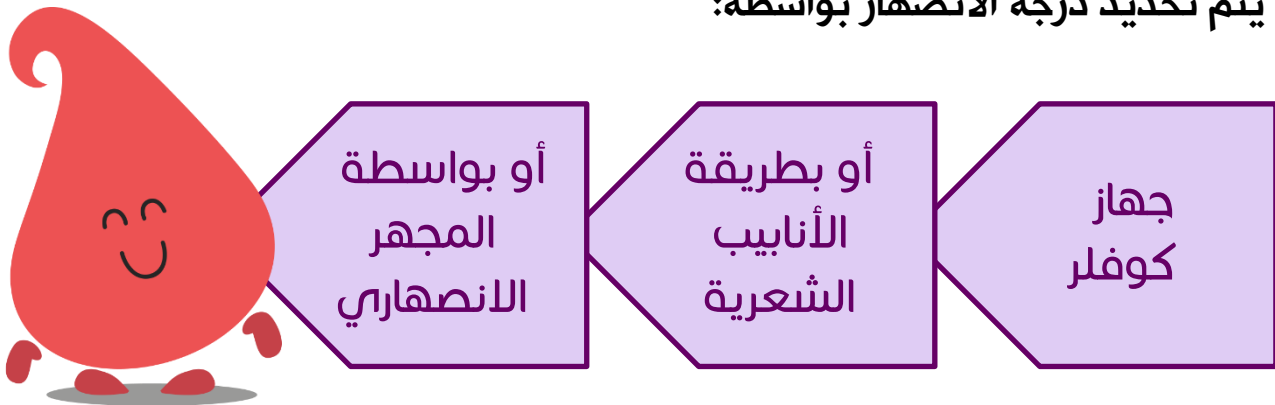 يتم تحديد درجة الانصهار بواسطة:
جهاز
كوفلر
أو بطريقة
الأنابيب
الشعرية
أو بواسطة
المجهر
الانصهاري